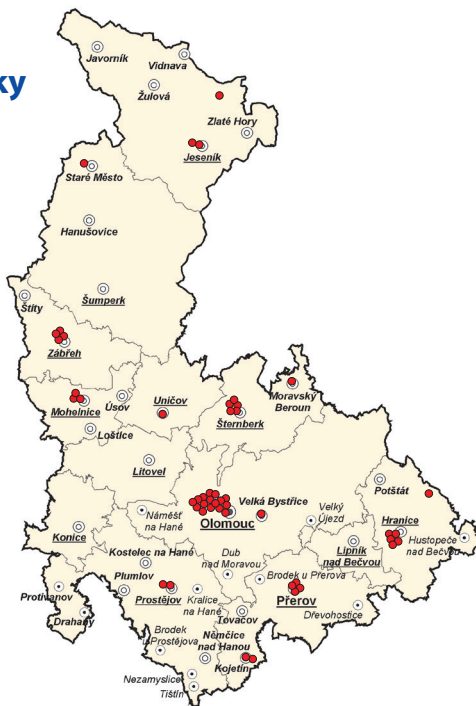 ky
Javorník
Vidnava
Žulová
Zlaté Hory
Jeseník
Staré Město
Hanušovice
Šumperk
Štíty
Zábřeh
Mohelnice
Úsov
Uničov
Šternberk
Moravský
Beroun
Loštice
Litovel
Potštát
Velká Bystřice
Olomouc
Náměšť
na Hané
Velký
Újezd
Hranice
Konice
Hustopeče
nad Bečvou
Lipník
nad Bečvou
Kostelec na Hané
Dub
nad Moravou
Brodek u Přerova
Plumlov
Protivanov
Prostějov
Kralice
na Hané
Přerov
Drahany
Tovačov
Dřevohostice
Brodek
u Prostějova
Němčice
nad Hanou
Kojetín
Nezamyslice
Tištín